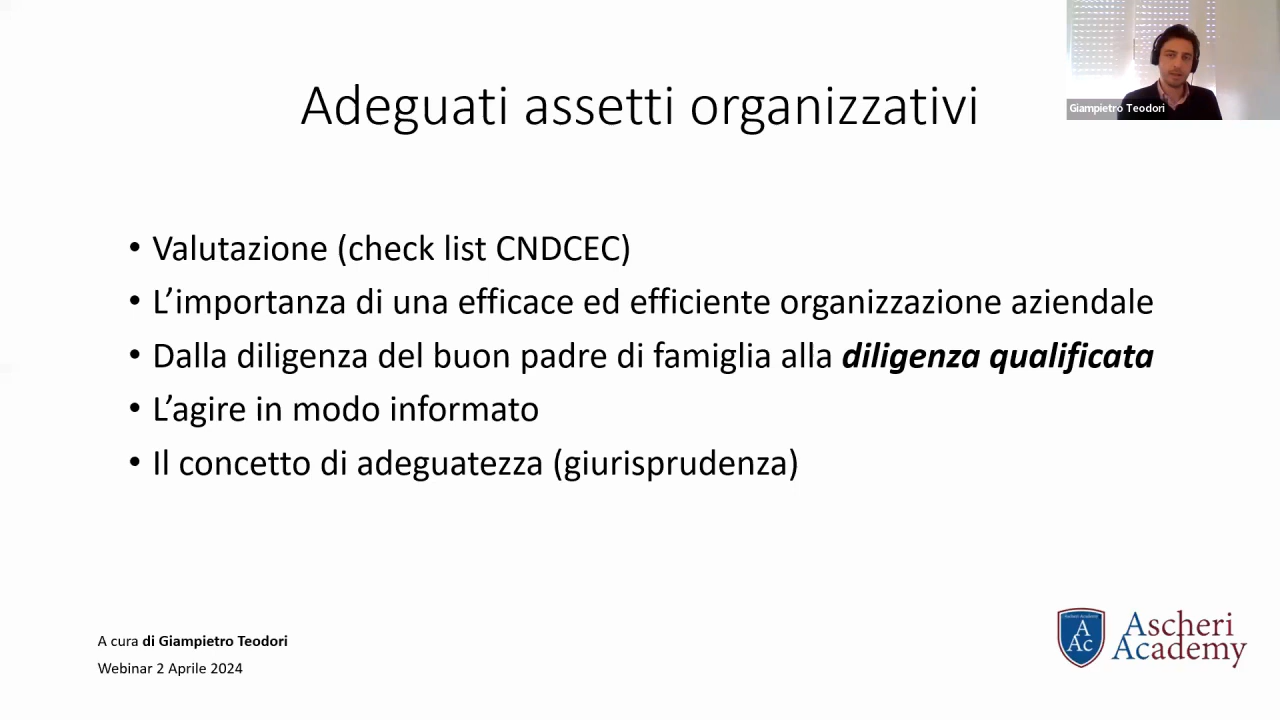 Adeguati assetti organizzativi
Giampietro Teodori
• Valutazione (check list CNDCEC)
• L’importanza di una efficace ed efficiente organizzazione aziendale
• Dalla diligenza del buon padre di famiglia alla diligenza qualificata
• L’agire in modo informato
• Il concetto di adeguatezza (giurisprudenza)
A cura di Giampietro Teodori
Webinar 2 Aprile 2024
A
Ac
Ascheri
Academy